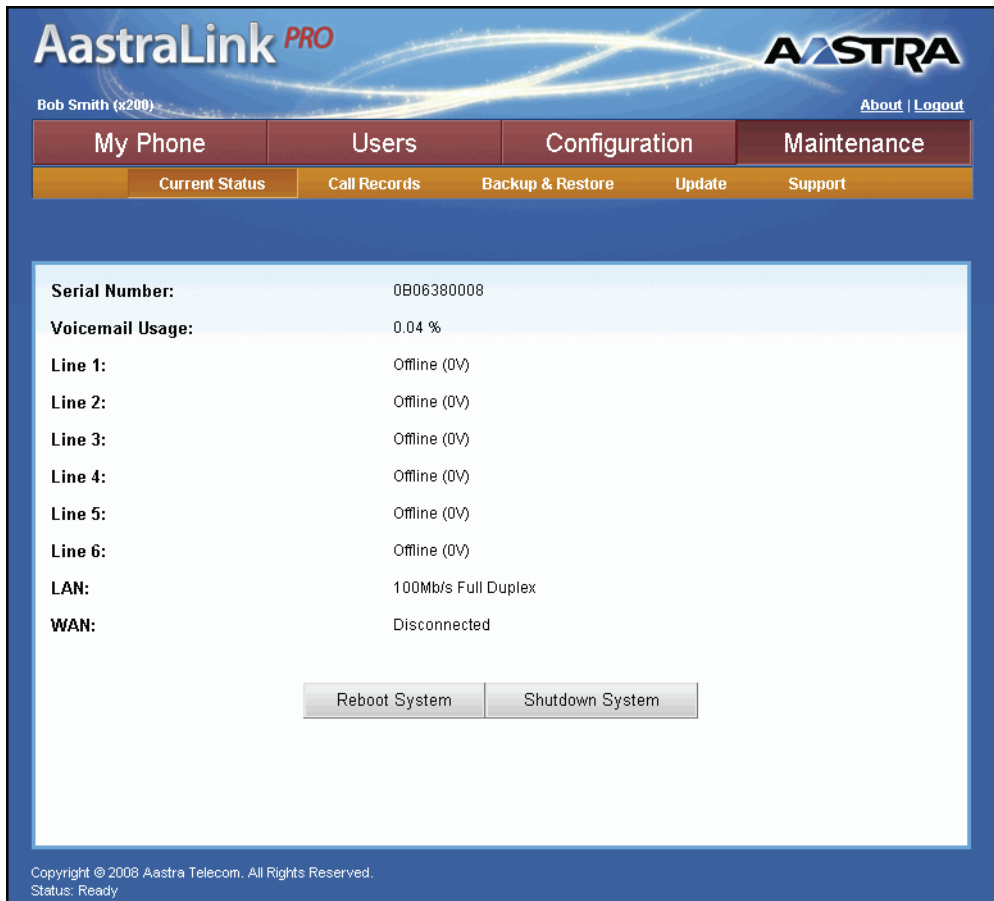 AastraLink PRO
AASTRA
Bob Smith (x200)
About | Logout
My Phone Users Configuration Maintenance
Current Status Call Records Backup & Restore Update Support
Serial Number: 0B06380008
Voicemail Usage: 0.04 %
Line 1: Offline (0V)
Line 2: Offline (0V)
Line 3: Offline (0V)
Line 4: Offline (0V)
Line 5: Offline (0V)
Line 6: Offline (0V)
LAN: 100Mb/s Full Duplex
WAN: Disconnected
Reboot System Shutdown System
Copyright © 2008 Aastra Telecom. All Rights Reserved.
Status: Ready